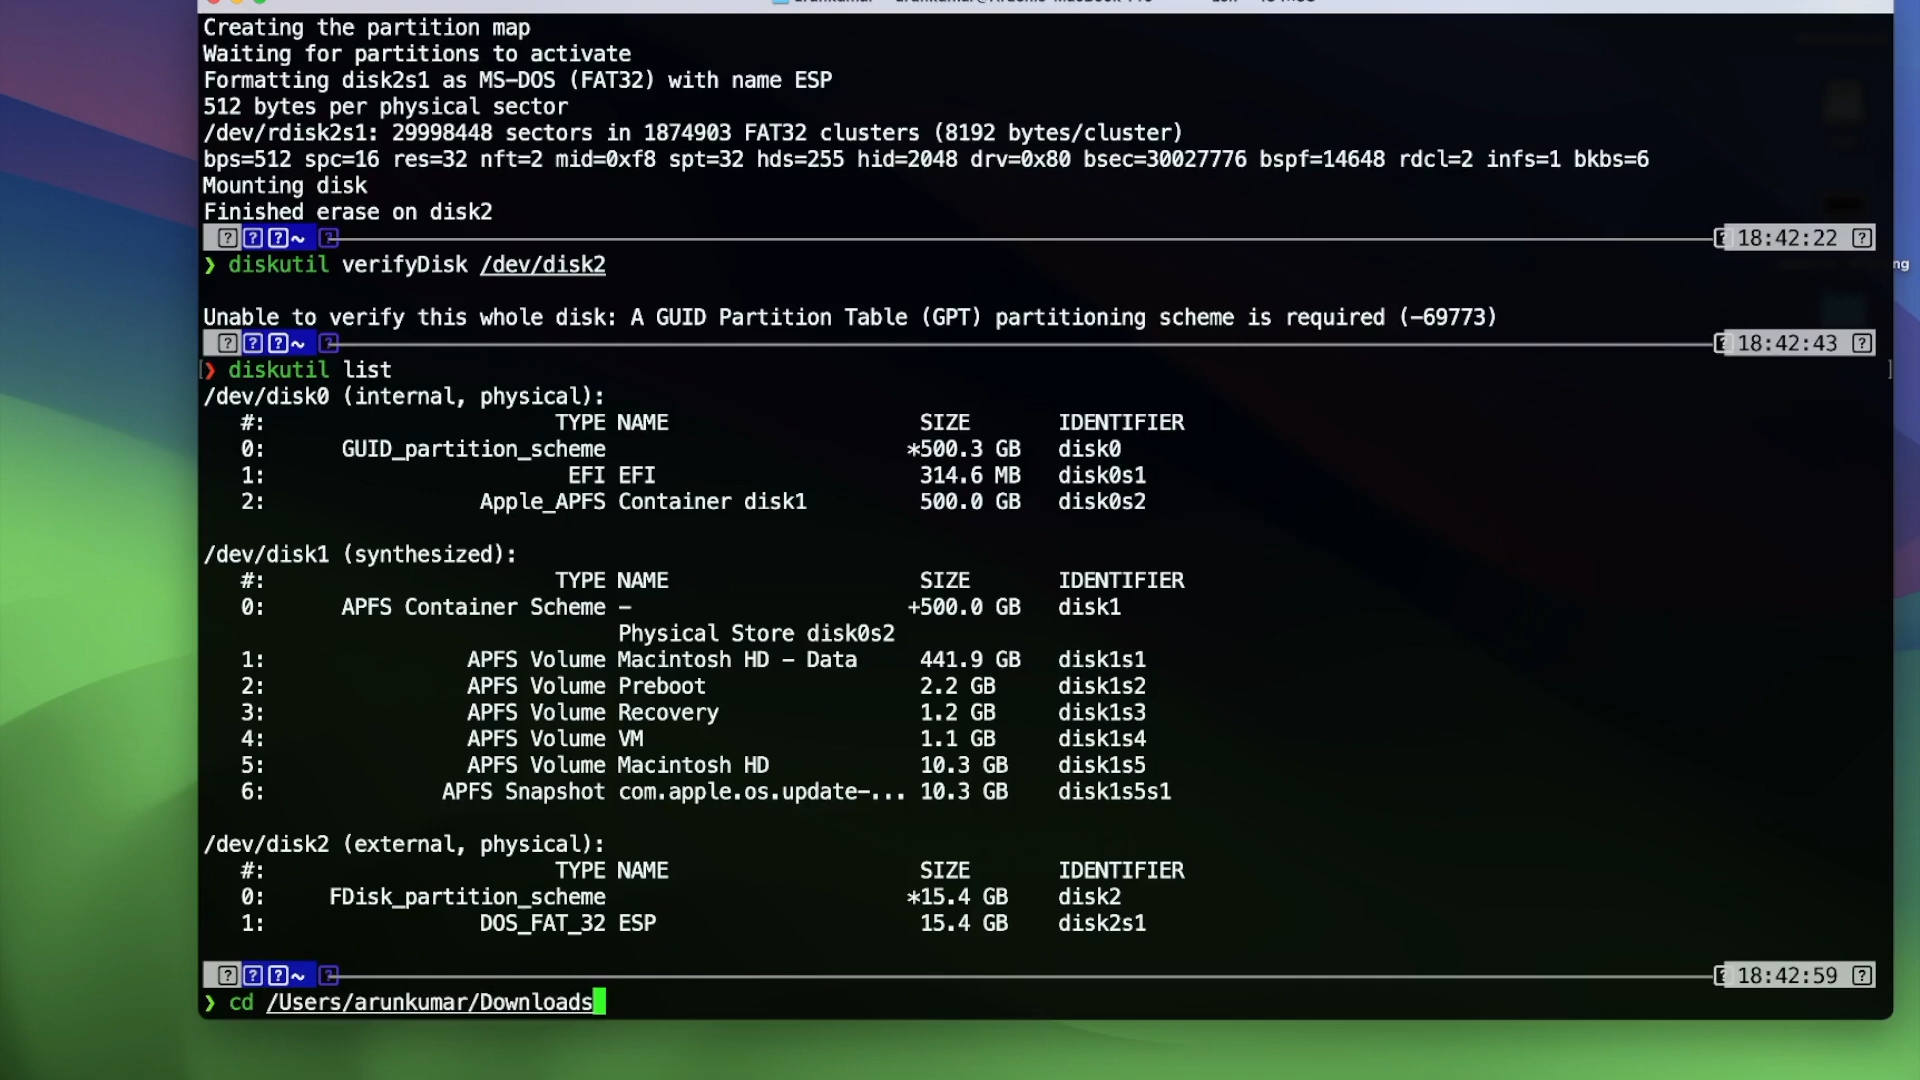 Creating the partition map
Waiting for partitions to activate
Formatting disk2s1 as MS-DOS (FAT32) with name ESP
512 bytes per physical sector
/dev/rdisk2s1: 29998448 sectors in 1874903 FAT32 clusters (8192 bytes/cluster)
bps=512 spc=16 res=32 nft=2 mid=0xf8 spt=32 hds=255 hid=2048 drv=0x80 bsec=30027776 bspf=14648 rdcl=2 infs=1 bkbs=6
Mounting disk
Finished erase on disk2
~ 18:42:22
❯ diskutil verifyDisk /dev/disk2
ng
Unable to verify this whole disk: A GUID Partition Table (GPT) partitioning scheme is required (-69773)
~ 18:42:43
❯ diskutil list
/dev/disk0 (internal, physical):
#: TYPE NAME SIZE IDENTIFIER
0: GUID_partition_scheme *500.3 GB disk0
1: EFI EFI 314.6 MB disk0s1
2: Apple_APFS Container disk1 500.0 GB disk0s2
/dev/disk1 (synthesized):
#: TYPE NAME SIZE IDENTIFIER
0: APFS Container Scheme - +500.0 GB disk1
Physical Store disk0s2
1: APFS Volume Macintosh HD - Data 441.9 GB disk1s1
2: APFS Volume Preboot 2.2 GB disk1s2
3: APFS Volume Recovery 1.2 GB disk1s3
4: APFS Volume VM 1.1 GB disk1s4
5: APFS Volume Macintosh HD 10.3 GB disk1s5
6: APFS Snapshot com.apple.os.update-... 10.3 GB disk1s5s1
/dev/disk2 (external, physical):
#: TYPE NAME SIZE IDENTIFIER
0: FDisk_partition_scheme *15.4 GB disk2
1: DOS_FAT_32 ESP 15.4 GB disk2s1
~ 18:42:59
❯ cd /Users/arunkumar/Downloads